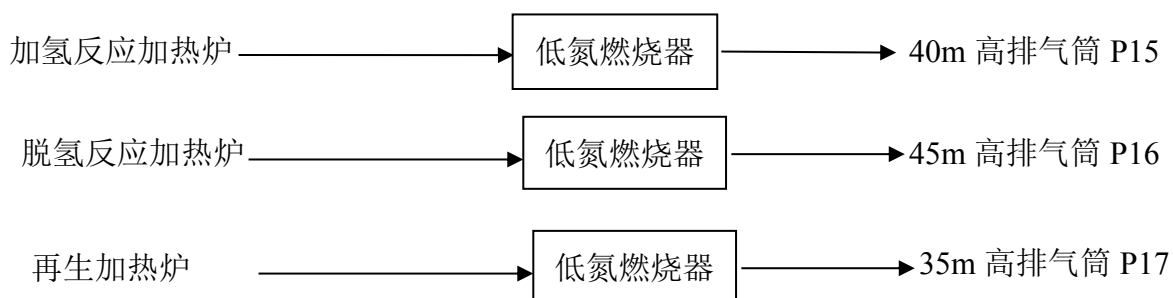 加氢反应加热炉 低氮燃烧器 40m 高排气筒 P15
脱氢反应加热炉 低氮燃烧器 45m 高排气筒 P16
再生加热炉 低氮燃烧器 35m 高排气筒 P17